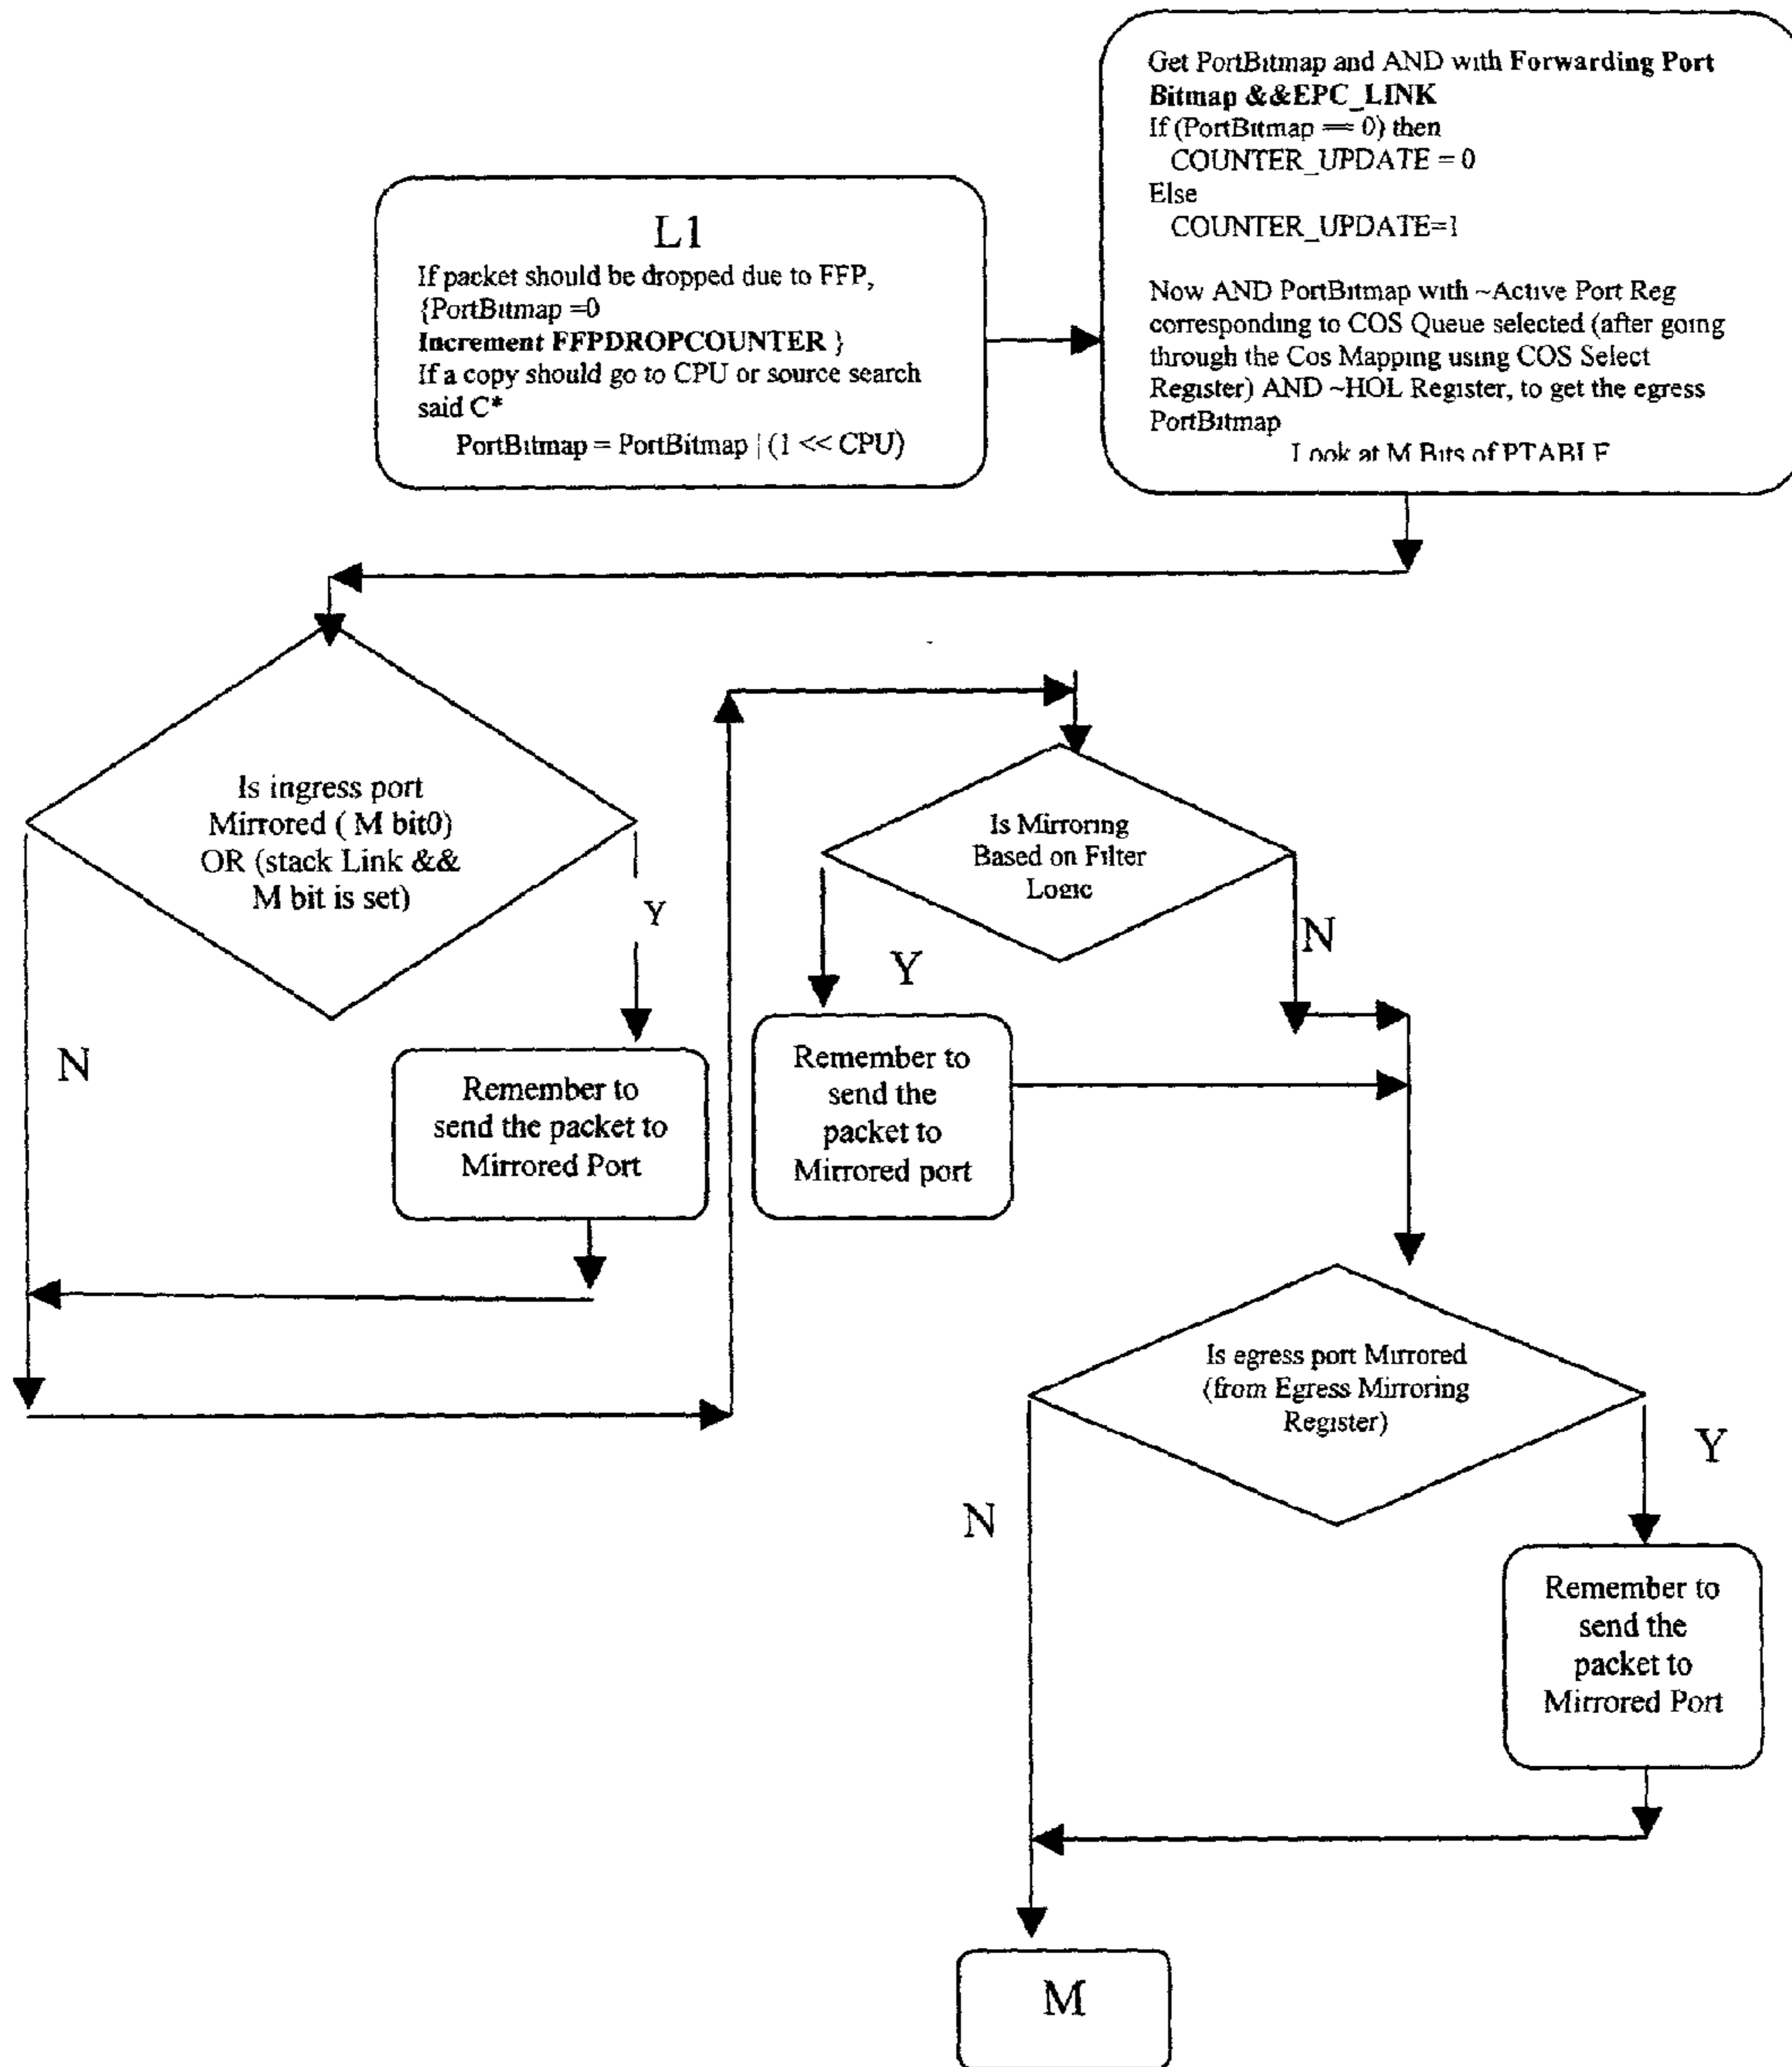 L1
If packet should be dropped due to FFP,
{PortBitmap =0
Increment FFPDROPCOUNTER }
If a copy should go to CPU or source search
said C*
PortBitmap = PortBitmap | (1 << CPU)
Get PortBitmap and AND with Forwarding Port
Bitmap &&EPC_LINK
If (PortBitmap == 0) then
COUNTER_UPDATE = 0
Else
COUNTER_UPDATE=1
Now AND PortBitmap with ~Active Port Reg
corresponding to COS Queue selected (after going
through the Cos Mapping using COS Select
Register) AND ~HOL Register, to get the egress
PortBitmap
Look at M Bits of PTABLE
Is ingress port
Mirrored ( M bit0)
OR (stack Link &&
M bit is set)
Y
N
Remember to
send the packet to
Mirrored Port
Is Mirroring
Based on Filter
Logic
Y
N
Remember to
send the
packet to
Mirrored port
Is egress port Mirrored
(from Egress Mirroring
Register)
Y
N
Remember to
send the
packet to
Mirrored Port
M